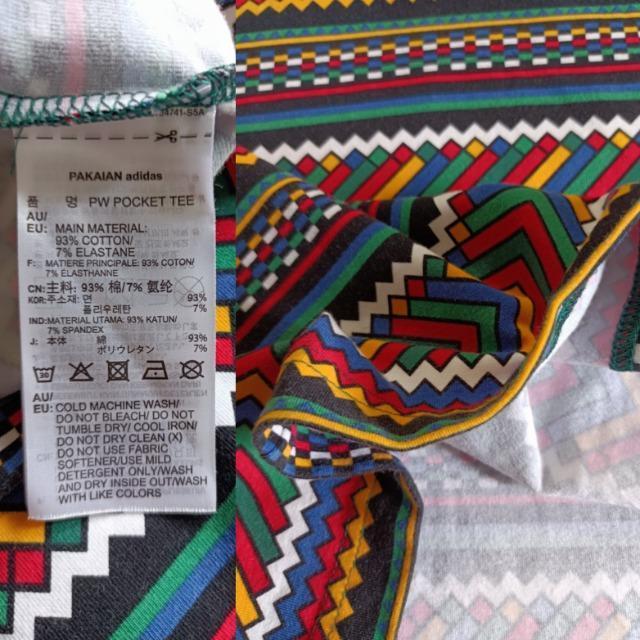 34741-S5A
PAKAIAN adidas
품 명 PW POCKET TEE
AU/
EU: MAIN MATERIAL:
93% COTTON/
7% ELASTANE
F: MATIERE PRINCIPALE: 93% COTON/
7% ELASTHANNE
CN: 主料: 93% 棉/7% 氨纶
KOR: 주소재: 면 93%
폴리우레탄 7%
IND: MATERIAL UTAMA: 93% KATUN/
7% SPANDEX
J: 本体 綿 93%
ポリウレタン 7%
AU/
EU: COLD MACHINE WASH/
DO NOT BLEACH/ DO NOT
TUMBLE DRY/ COOL IRON/
DO NOT DRY CLEAN (X)
DO NOT USE FABRIC
SOFTENER/USE MILD
DETERGENT ONLY/WASH
AND DRY INSIDE OUT/WASH
WITH LIKE COLORS